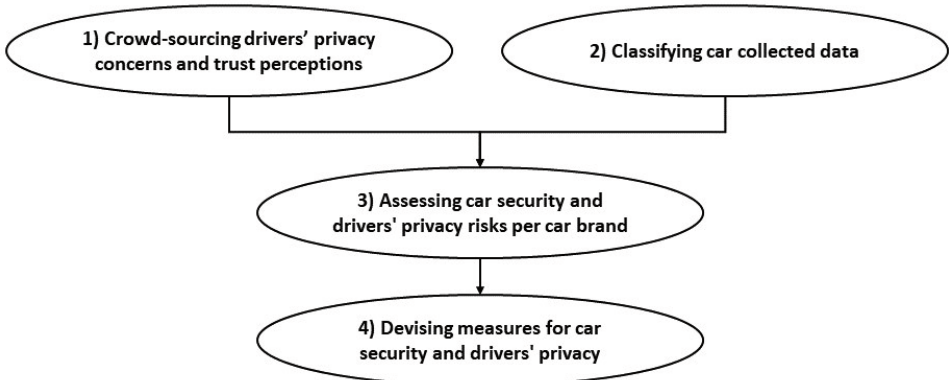 1) Crowd-sourcing drivers’ privacy
concerns and trust perceptions
2) Classifying car collected data
3) Assessing car security and
drivers' privacy risks per car brand
4) Devising measures for car
security and drivers' privacy